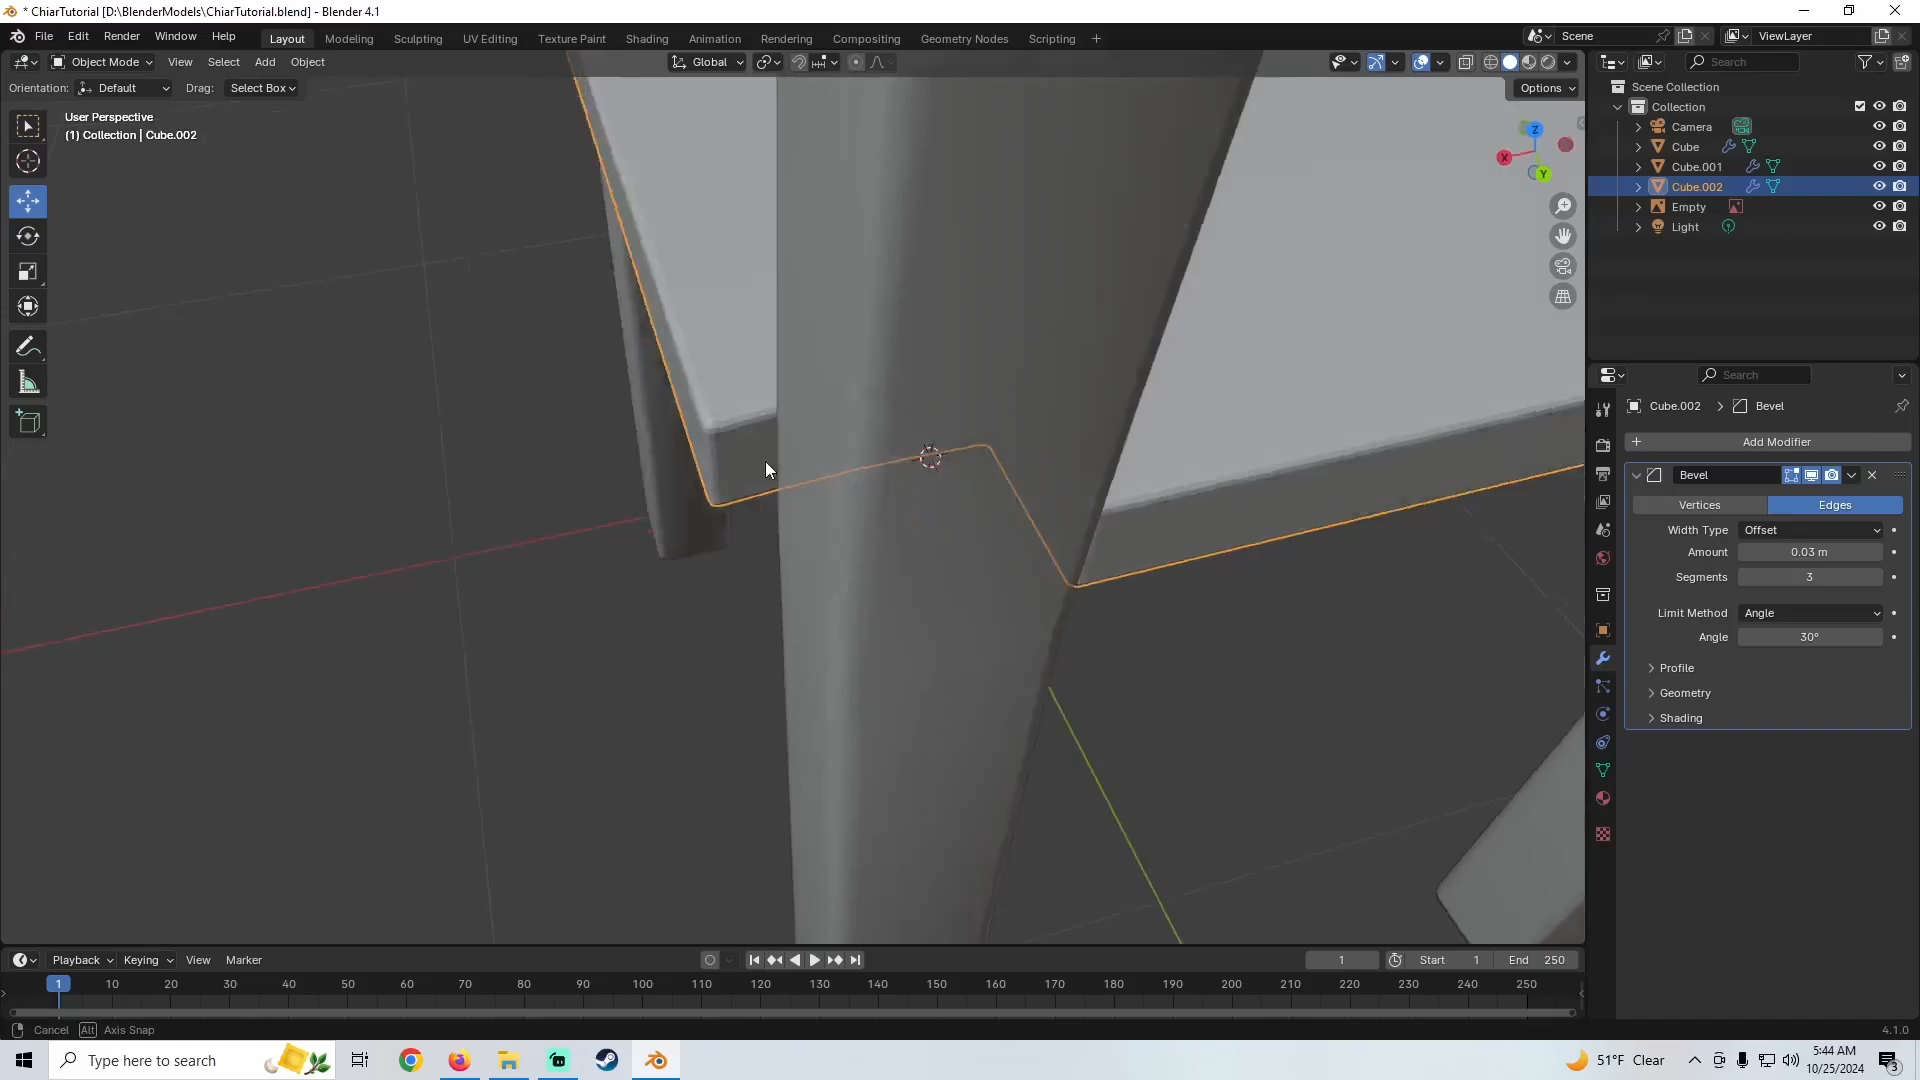 * ChiarTutorial [D:\BlenderModels\ChiarTutorial.blend] - Blender 4.1
File Edit Render Window Help Layout Modeling Sculpting UV Editing Texture Paint Shading Animation Rendering Compositing Geometry Nodes Scripting + Scene ViewLayer
Object Mode View Select Add Object Global Search
Orientation: Default Drag: Select Box Options
User Perspective
(1) Collection | Cube.002
Z
X
Y
Scene Collection
Collection
Camera
Cube
Cube.001
Cube.002
Empty
Light
Search
Cube.002 > Bevel
+ Add Modifier
Bevel
Vertices Edges
Width Type Offset
Amount 0.03 m
Segments 3
Limit Method Angle
Angle 30°
Profile
Geometry
Shading
Playback Keying View Marker 1 Start 1 End 250
1 10 20 30 40 50 60 70 80 90 100 110 120 130 140 150 160 170 180 190 200 210 220 230 240 250
Cancel Alt Axis Snap 4.1.0
Type here to search 51°F Clear 5:44 AM
10/25/2024 3